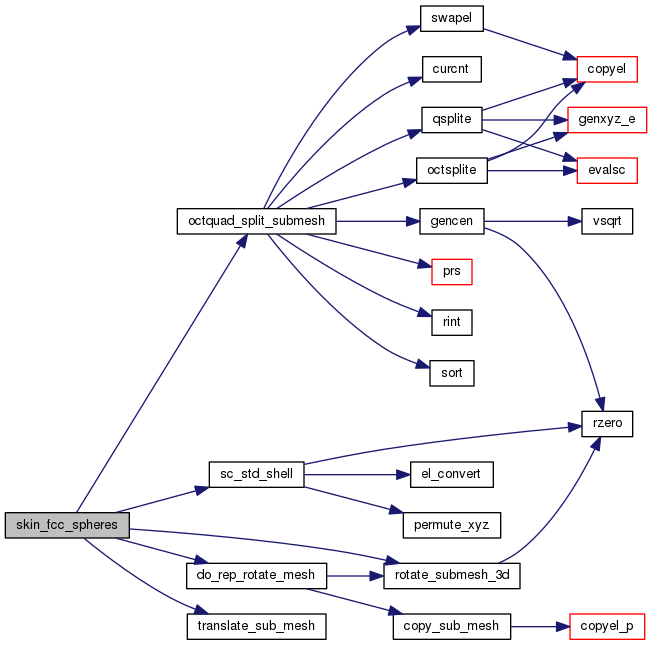 swapel
curcnt
copyel
qsplite
genxyz_e
octsplite
evalsc
octquad_split_submesh
gencen
vsqrt
prs
rint
sort
rzero
sc_std_shell
el_convert
skin_fcc_spheres
permute_xyz
do_rep_rotate_mesh
rotate_submesh_3d
translate_sub_mesh
copy_sub_mesh
copyel_p